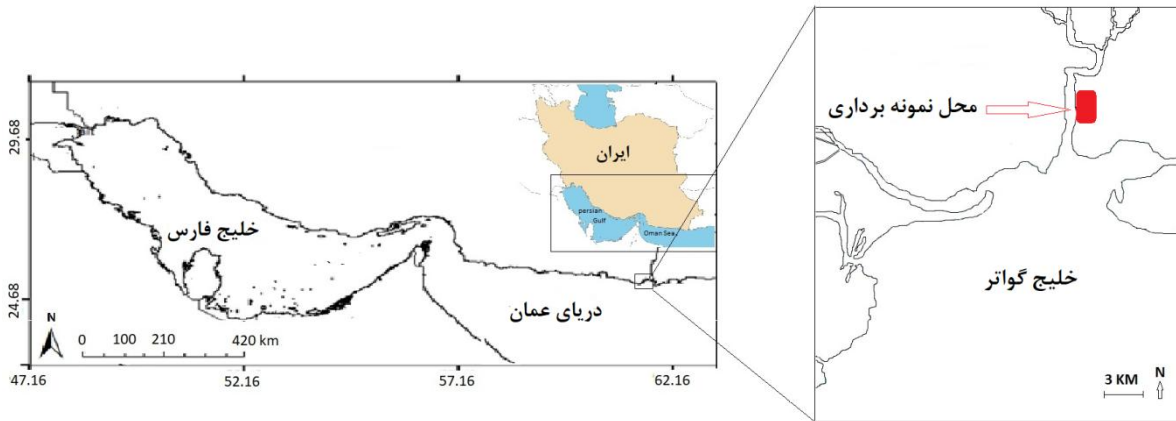 29.68
24.68
47.16
52.16
57.16
62.16
N
0 100 210 420 km
خلیج فارس
دریای عمان
ایران
persian
Gulf
Oman Sea
محل نمونه برداری
خلیج گواتر
3 KM
N